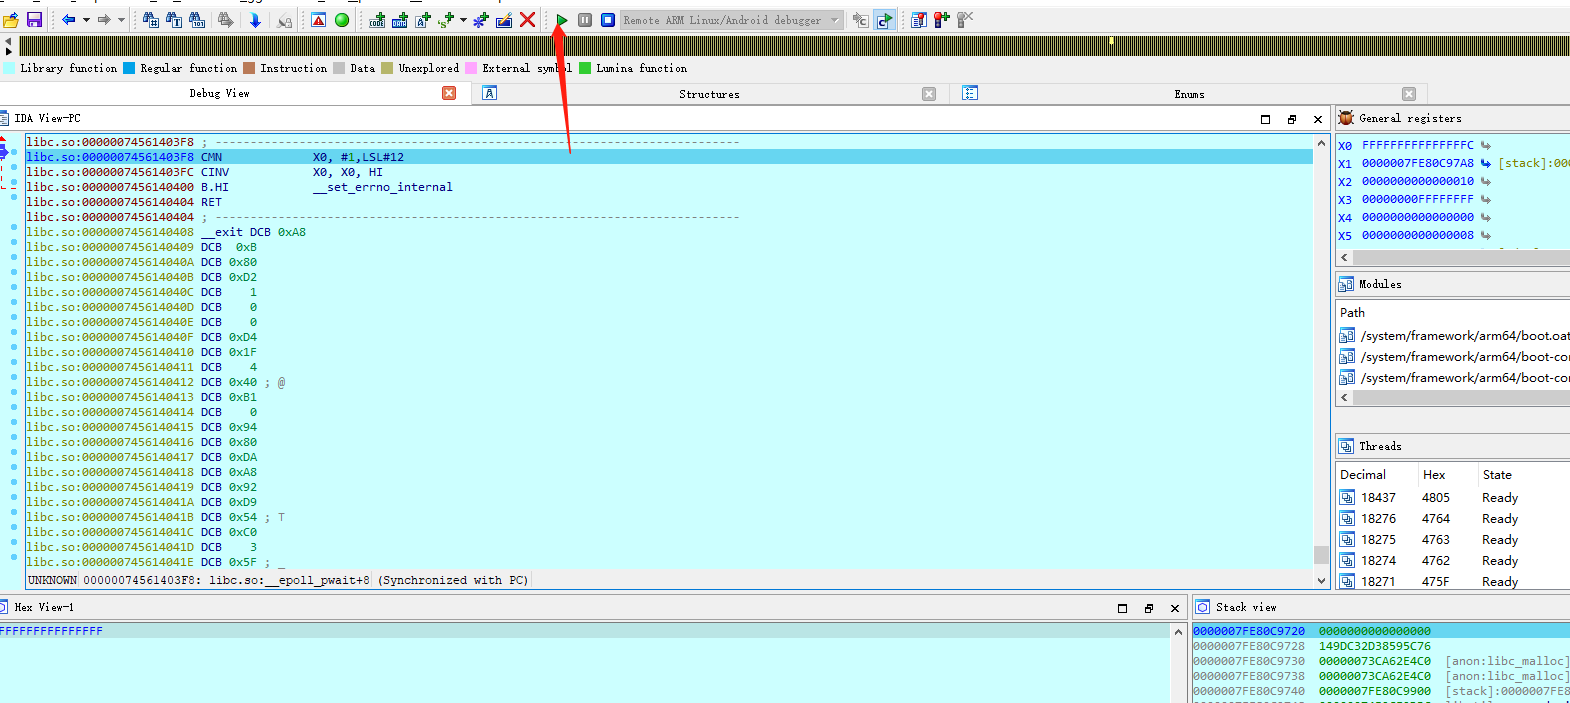 Remote ARM Linux/Android debugger
Library function Regular function Instruction Data Unexplored External symbol Lumina function
Debug View Structures Enums
IDA View-PC
libc.so:00000074561403F8 ; ---------------------------------------------------------------------------
libc.so:00000074561403F8 CMN X0, #1,LSL#12
libc.so:00000074561403FC CINV X0, X0, HI
libc.so:0000007456140400 B.HI __set_errno_internal
libc.so:0000007456140404 RET
libc.so:0000007456140404 ; ---------------------------------------------------------------------------
libc.so:0000007456140408 __exit DCB 0xA8
libc.so:0000007456140409 DCB 0xB
libc.so:000000745614040A DCB 0x80
libc.so:000000745614040B DCB 0xD2
libc.so:000000745614040C DCB 1
libc.so:000000745614040D DCB 0
libc.so:000000745614040E DCB 0
libc.so:000000745614040F DCB 0xD4
libc.so:0000007456140410 DCB 0x1F
libc.so:0000007456140411 DCB 4
libc.so:0000007456140412 DCB 0x40 ; @
libc.so:0000007456140413 DCB 0xB1
libc.so:0000007456140414 DCB 0
libc.so:0000007456140415 DCB 0x94
libc.so:0000007456140416 DCB 0x80
libc.so:0000007456140417 DCB 0xDA
libc.so:0000007456140418 DCB 0xA8
libc.so:0000007456140419 DCB 0x92
libc.so:000000745614041A DCB 0xD9
libc.so:000000745614041B DCB 0x54 ; T
libc.so:000000745614041C DCB 0xC0
libc.so:000000745614041D DCB 3
libc.so:000000745614041E DCB 0x5F ; _
UNKNOWN 00000074561403F8: libc.so:__epoll_pwait+8 (Synchronized with PC)
General registers
X0 FFFFFFFFFFFFFFFC
X1 0000007FE80C97A8 [stack]:000
X2 0000000000000010
X3 00000000FFFFFFFF
X4 0000000000000000
X5 0000000000000008
Modules
Path
/system/framework/arm64/boot.oat
/system/framework/arm64/boot-cor
/system/framework/arm64/boot-cor
Threads
Decimal Hex State
18437 4805 Ready
18276 4764 Ready
18275 4763 Ready
18274 4762 Ready
18271 475F Ready
Hex View-1
FFFFFFFFFFFFFFF
Stack view
0000007FE80C9720 0000000000000000
0000007FE80C9728 149DC32D38595C76
0000007FE80C9730 00000073CA62E4C0 [anon:libc_malloc]
0000007FE80C9738 00000073CA62E4C0 [anon:libc_malloc]
0000007FE80C9740 0000007FE80C9900 [stack]:0000007FE8